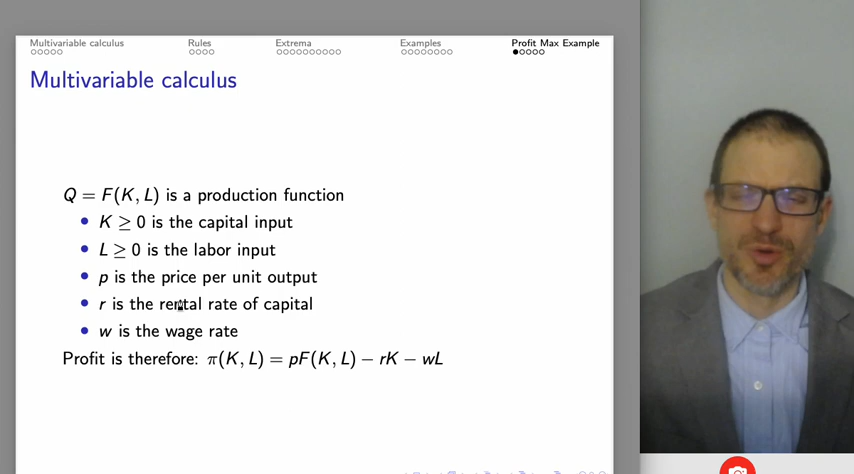 Multivariable calculus Rules Extrema Examples Profit Max Example
Multivariable calculus
Q = F(K, L) is a production function
• K ≥ 0 is the capital input
• L ≥ 0 is the labor input
• p is the price per unit output
• r is the rental rate of capital
• w is the wage rate
Profit is therefore: π(K, L) = pF(K, L) − rK − wL